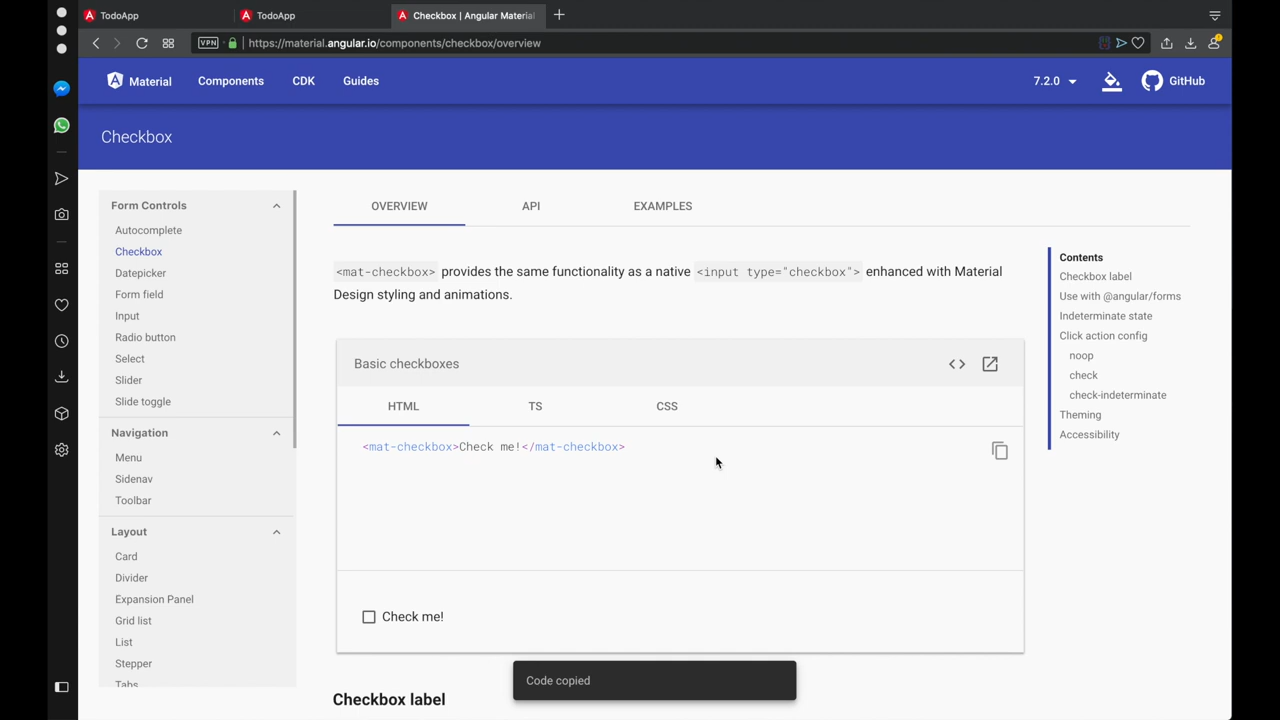 TodoApp
TodoApp
Checkbox | Angular Material
VPN
https://material.angular.io/components/checkbox/overview
Material
Components
CDK
Guides
7.2.0
GitHub
Checkbox
Form Controls
Autocomplete
Checkbox
Datepicker
Form field
Input
Radio button
Select
Slider
Slide toggle
Navigation
Menu
Sidenav
Toolbar
Layout
Card
Divider
Expansion Panel
Grid list
List
Stepper
Tabs
OVERVIEW
API
EXAMPLES
<mat-checkbox> provides the same functionality as a native <input type="checkbox"> enhanced with Material
Design styling and animations.
Basic checkboxes
HTML
TS
CSS
<mat-checkbox>Check me!</mat-checkbox>
Check me!
Code copied
Checkbox label
Contents
Checkbox label
Use with @angular/forms
Indeterminate state
Click action config
noop
check
check-indeterminate
Theming
Accessibility